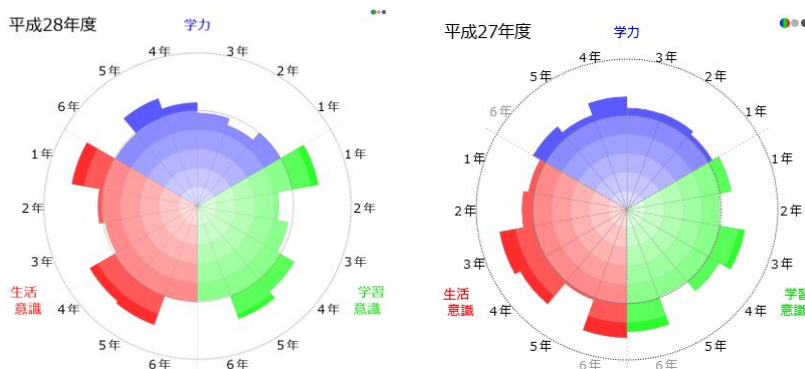 平成28年度
学力
4年
3年
5年
2年
6年
1年
1年
1年
2年
2年
3年
3年
生活
意識
学習
意識
4年
4年
5年
5年
6年
6年
平成27年度
学力
4年
3年
5年
2年
6年
1年
1年
1年
2年
2年
3年
3年
生活
意識
学習
意識
4年
4年
5年
5年
6年
6年